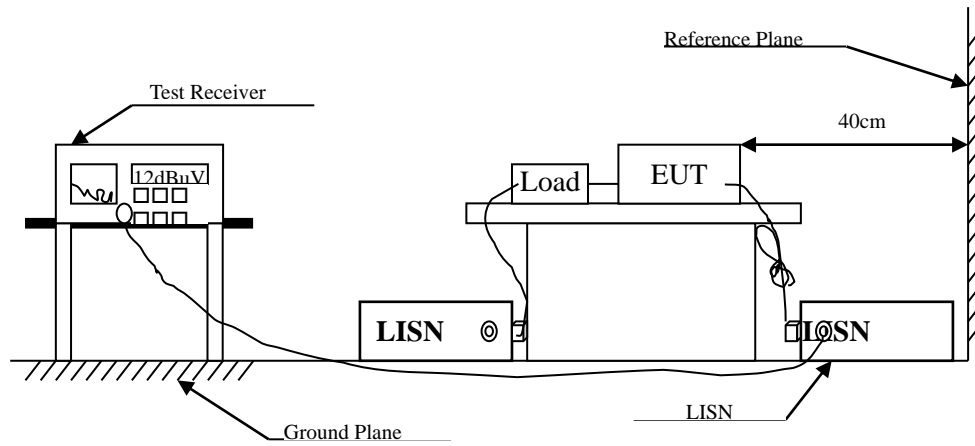 Reference Plane
Test Receiver
40cm
12dBuV
Load
EUT
LISN
LISN
LISN
Ground Plane